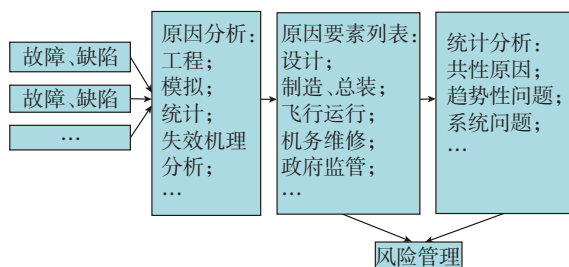 故障、缺陷
故障、缺陷
…
原因分析：
工程；
模拟；
统计；
失效机理
分析；
…
原因要素列表：
设计；
制造、总装；
飞行运行；
机务维修；
政府监管；
…
统计分析：
共性原因；
趋势性问题；
系统问题；
…
风险管理